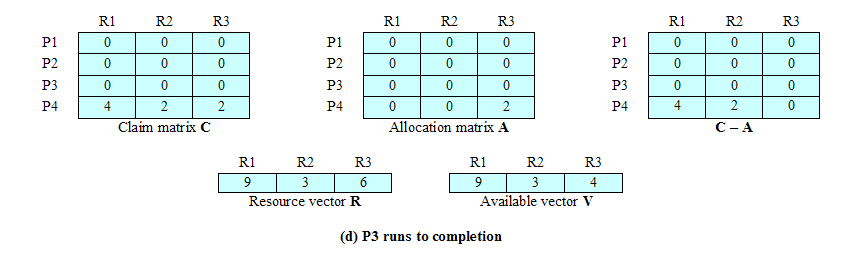 R1 R2 R3 R1 R2 R3 R1 R2 R3
P1 0 0 0 P1 0 0 0 P1 0 0 0
P2 0 0 0 P2 0 0 0 P2 0 0 0
P3 0 0 0 P3 0 0 0 P3 0 0 0
P4 4 2 2 P4 0 0 2 P4 4 2 0
Claim matrix C Allocation matrix A C – A
R1 R2 R3 R1 R2 R3
9 3 6 9 3 4
Resource vector R Available vector V
(d) P3 runs to completion